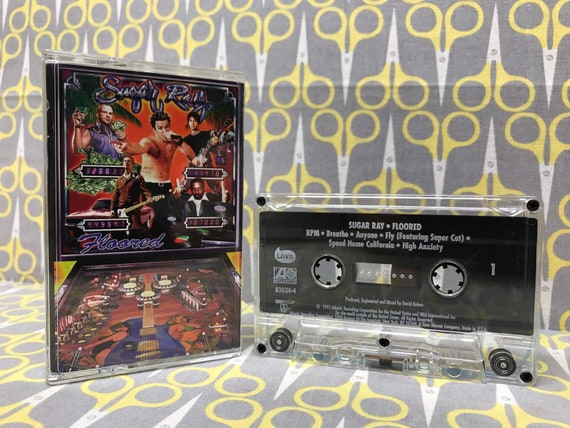 Sugar Ray
Floored
SUGAR RAY • FLOORED
RPM • Breathe • Anyone • Fly (Featuring Super Cat) •
Speed Home California • High Anxiety
LAVA
1
83034-4
Produced, Engineered and Mixed by David Kahne